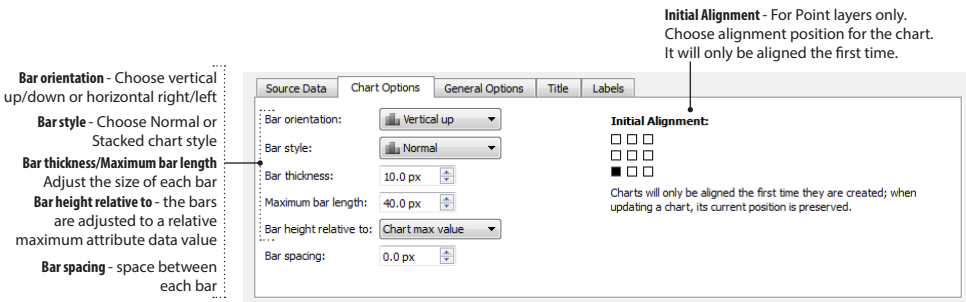 Initial Alignment - For Point layers only.
Choose alignment position for the chart.
It will only be aligned the first time.
Bar orientation - Choose vertical
up/down or horizontal right/left
Bar style - Choose Normal or
Stacked chart style
Bar thickness/Maximum bar length
Adjust the size of each bar
Bar height relative to - the bars
are adjusted to a relative
maximum attribute data value
Bar spacing - space between
each bar
Source Data Chart Options General Options Title Labels
Bar orientation: Vertical up
Bar style: Normal
Bar thickness: 10.0 px
Maximum bar length: 40.0 px
Bar height relative to: Chart max value
Bar spacing: 0.0 px
Initial Alignment:
Charts will only be aligned the first time they are created; when
updating a chart, its current position is preserved.